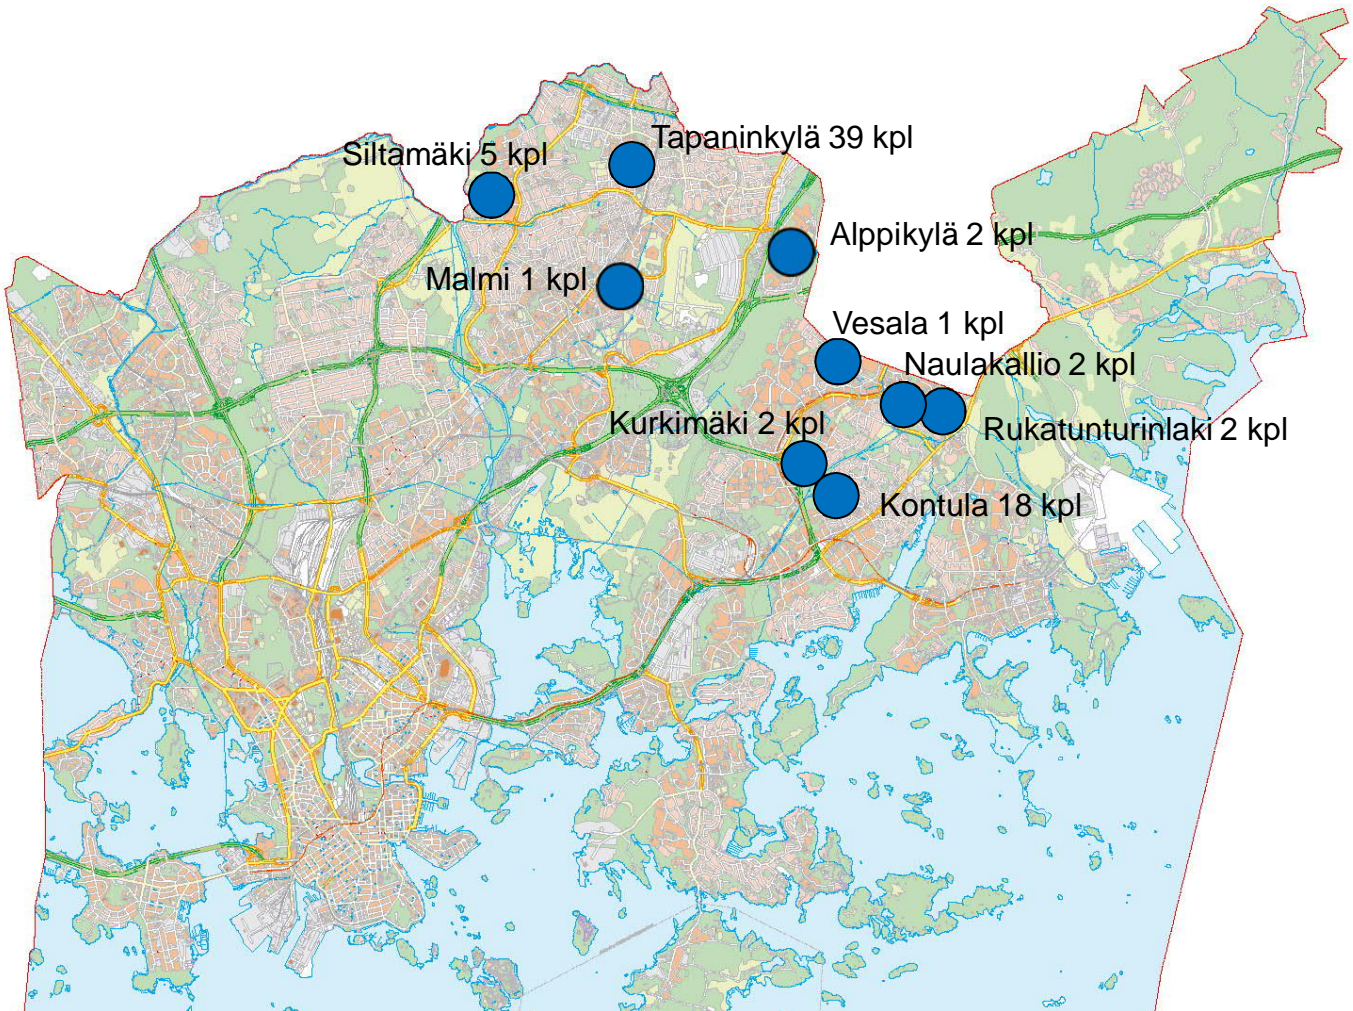 Tapaninkylä 39 kpl
Siltamäki 5 kpl
Alppikylä 2 kpl
Malmi 1 kpl
Vesala 1 kpl
Naulakallio 2 kpl
Kurkimäki 2 kpl
Rukatunturinlaki 2 kpl
Kontula 18 kpl